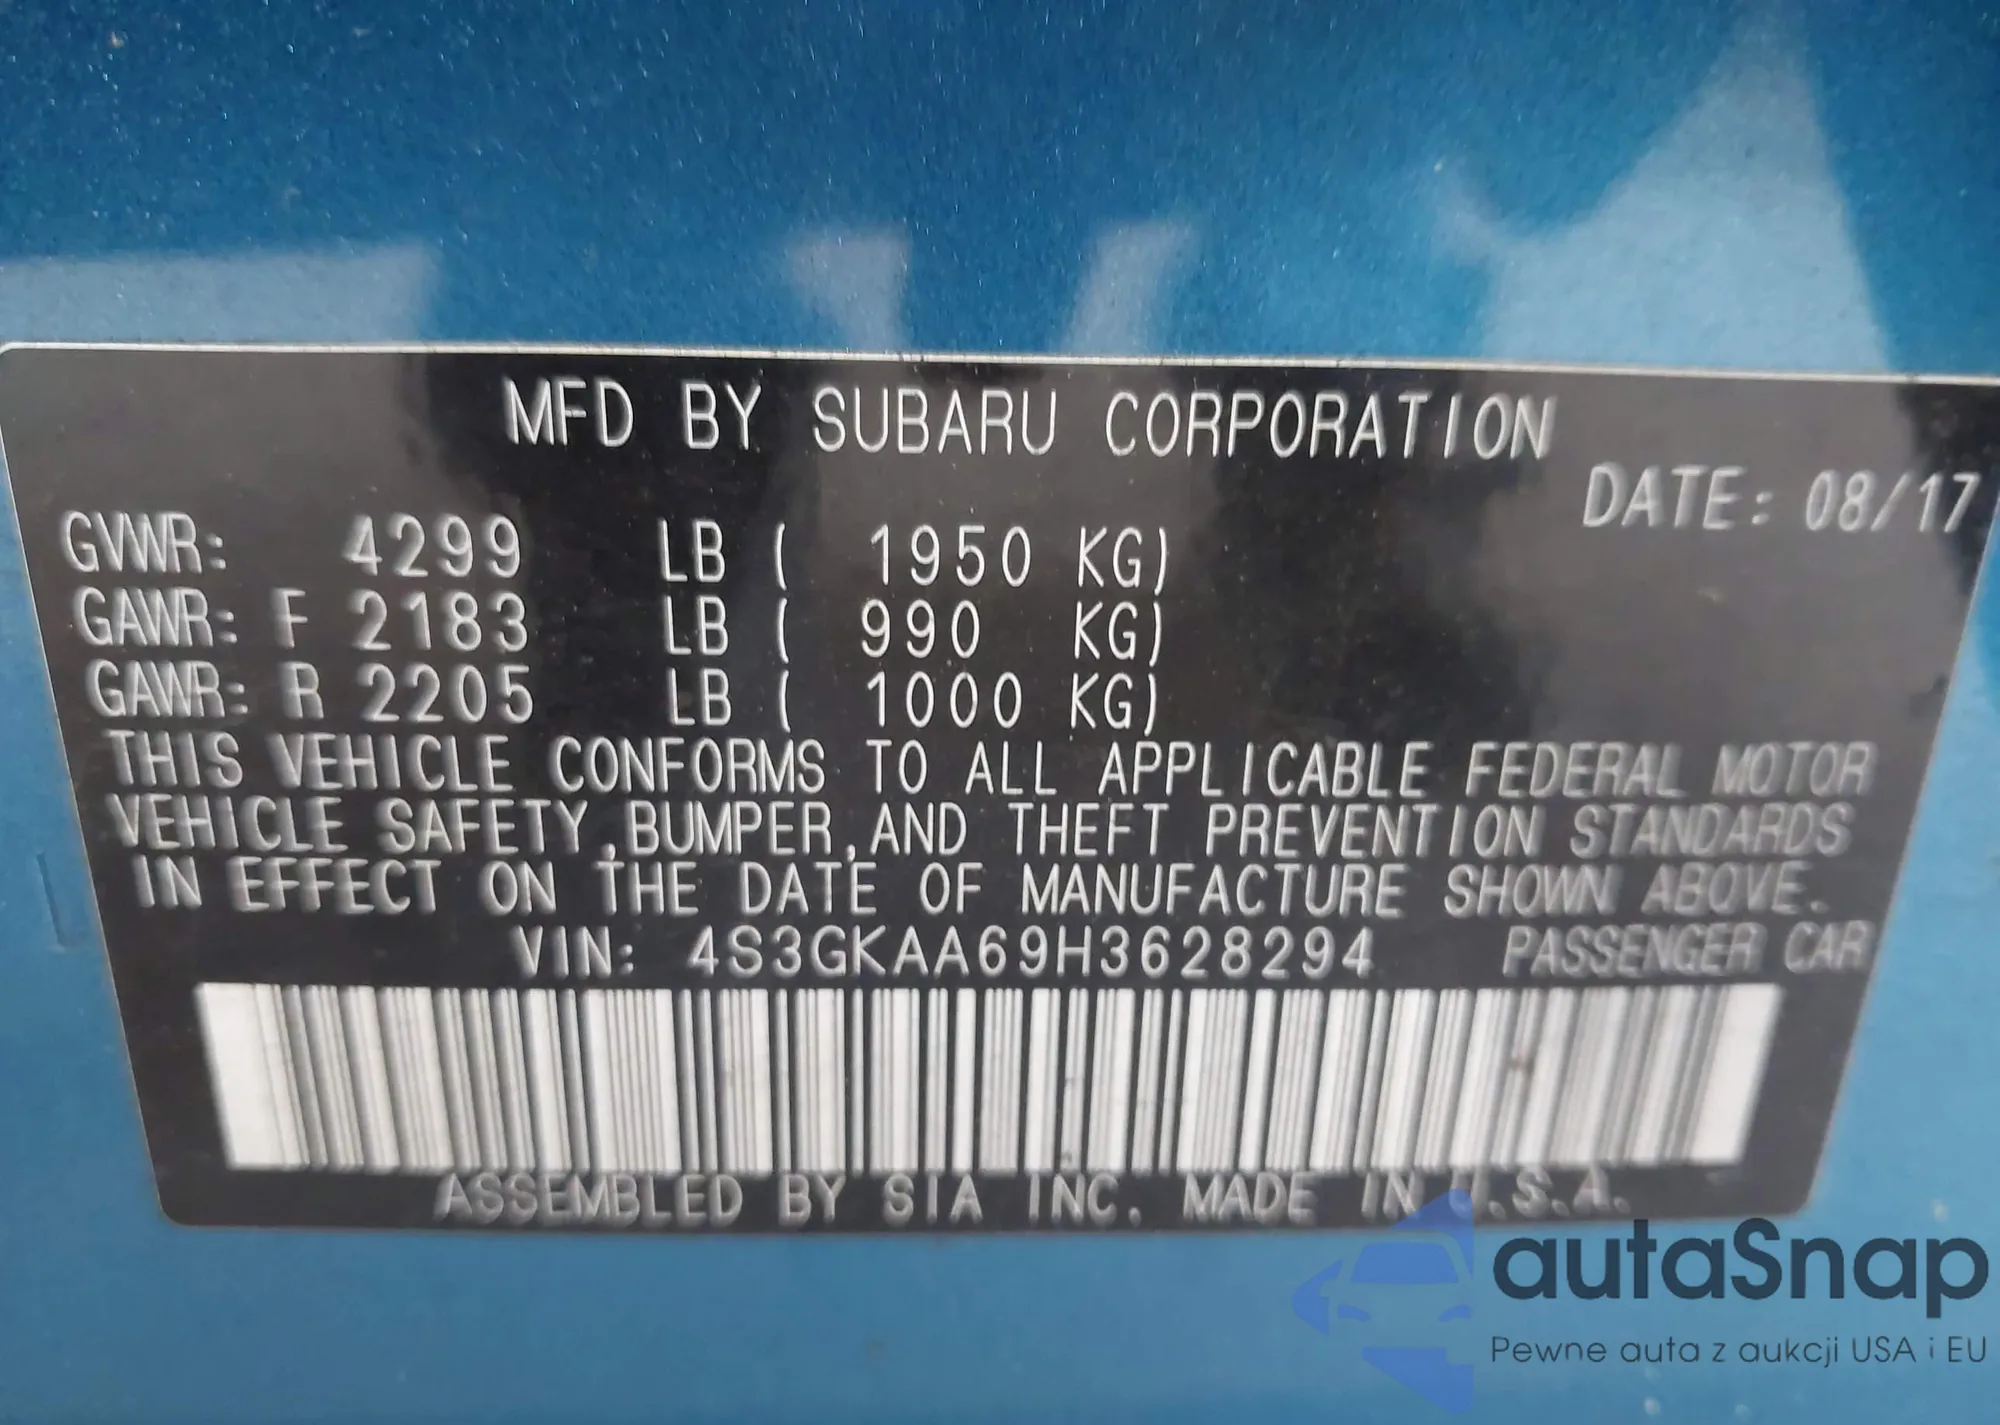 MFD BY SUBARU CORPORATION
DATE: 08/17
GVWR: 4299 LB ( 1950 KG)
GAWR: F 2183 LB ( 990 KG)
GAWR: R 2205 LB ( 1000 KG)
THIS VEHICLE CONFORMS TO ALL APPLICABLE FEDERAL MOTOR
VEHICLE SAFETY,BUMPER,AND THEFT PREVENTION STANDARDS
IN EFFECT ON THE DATE OF MANUFACTURE SHOWN ABOVE.
VIN: 4S3GKAA69H3628294 PASSENGER CAR
ASSEMBLED BY SIA INC. MADE IN U.S.A.
autaSnap
Pewne auta z aukcji USA i EU